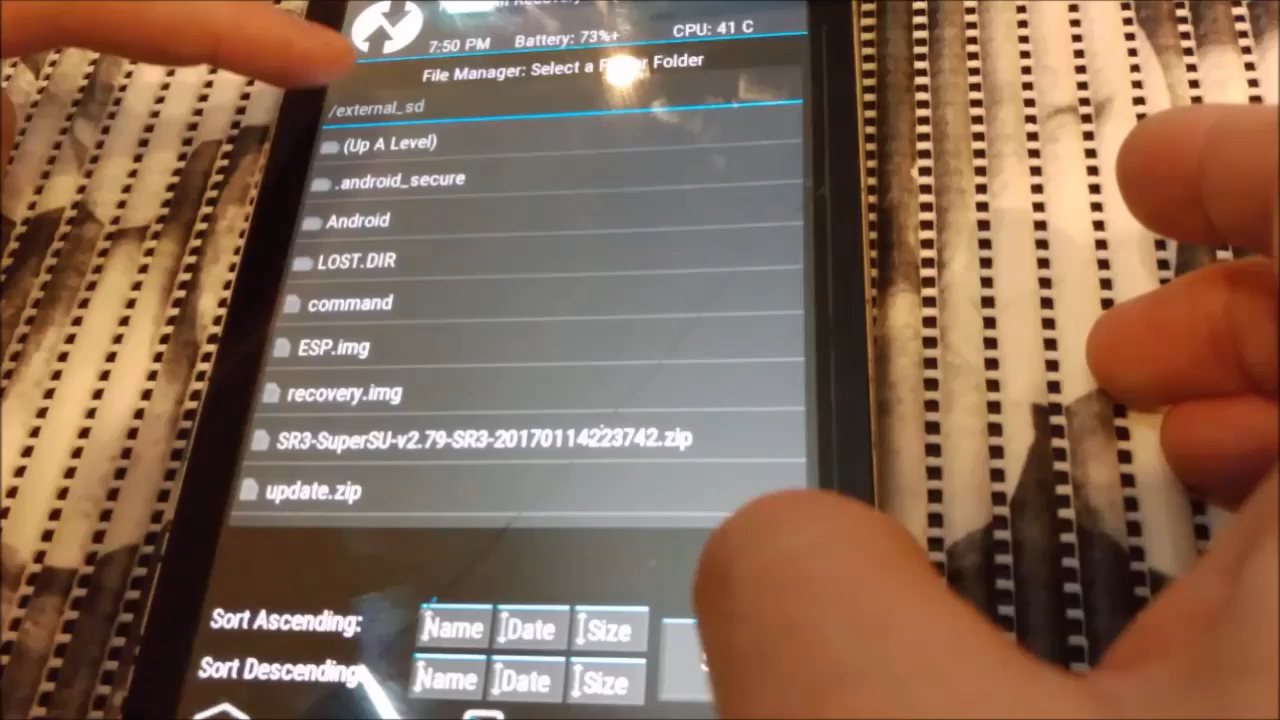 Recovery
7:50 PM Battery: 73%+ CPU: 41 C
File Manager: Select a Folder
/external_sd
(Up A Level)
.android_secure
Android
LOST.DIR
command
ESP.img
recovery.img
SR3-SuperSU-v2.79-SR3-20170114223742.zip
update.zip
Sort Ascending: Name Date Size
Sort Descending Name Date Size